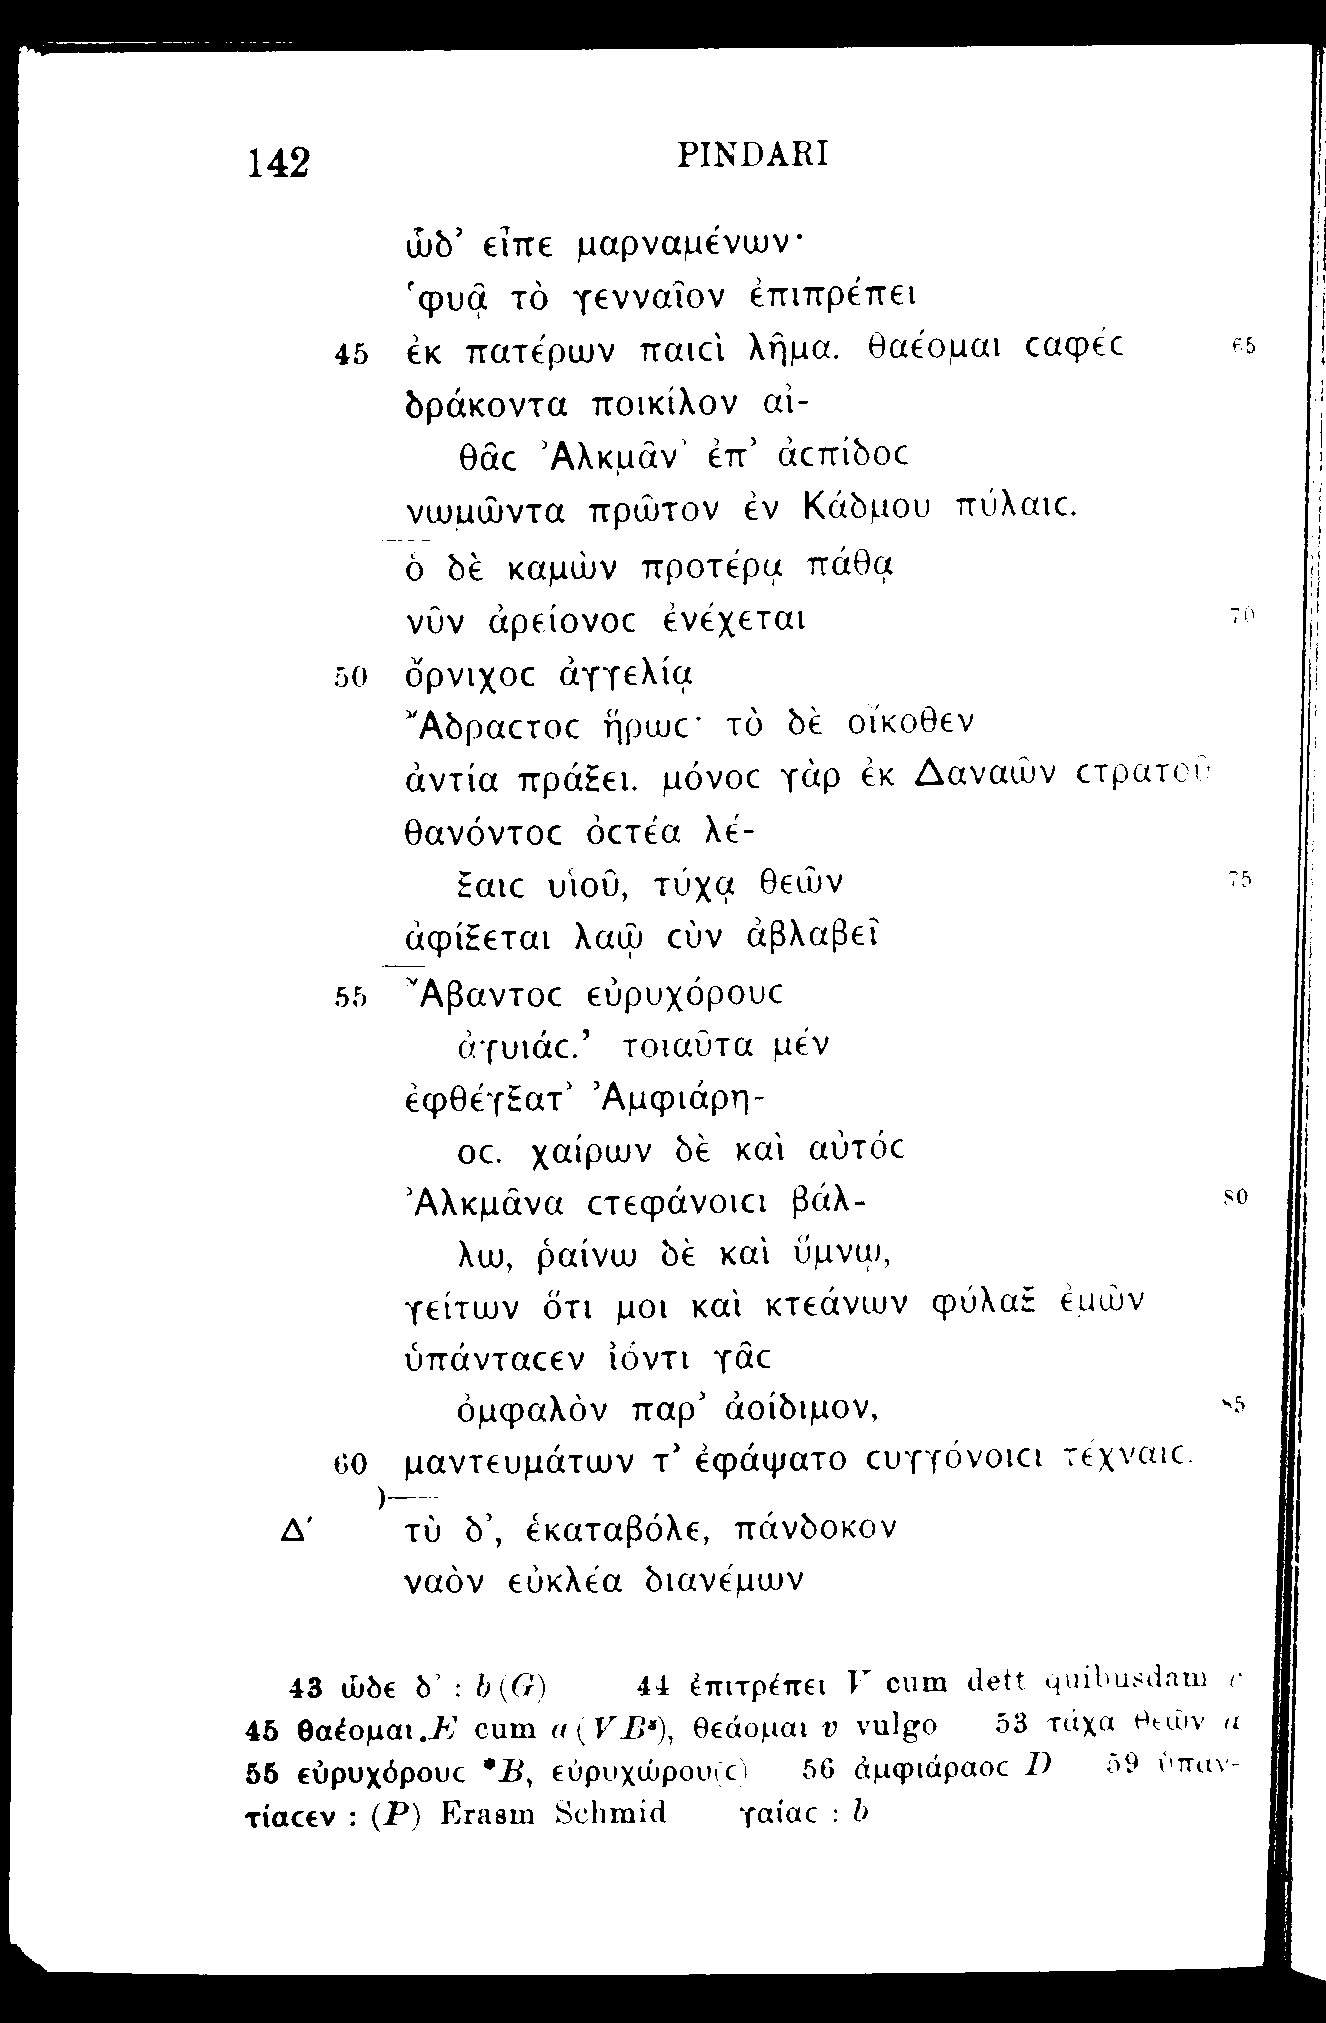 142 PINDARI
ὧδ’ εἶπε μαρναμένων·
‘φυᾷ τὸ γενναῖον ἐπιπρέπει
45 ἐκ πατέρων παιϲὶ λῆμα. θαέομαι ϲαφέϲ 65
δράκοντα ποικίλον αἰ-
θᾶϲ Ἀλκμᾶν’ ἐπ’ ἀϲπίδοϲ
νωμῶντα πρῶτον ἐν Κάδμου πύλαιϲ.
ὁ δὲ καμὼν προτέρᾳ πάθᾳ
νῦν ἀρείονοϲ ἐνέχεται 70
50 ὄρνιχοϲ ἀγγελίᾳ
Ἄδραϲτοϲ ἥρωϲ· τὸ δὲ οἴκοθεν
ἀντία πράξει. μόνοϲ γὰρ ἐκ Δαναῶν ϲτρατοῦ
θανόντοϲ ὀϲτέα λέ-
ξαιϲ υἱοῦ, τύχᾳ θεῶν 75
ἀφίξεται λαῷ ϲὺν ἀβλαβεῖ
55 Ἄβαντοϲ εὐρυχόρουϲ
ἀγυιάϲ.’ τοιαῦτα μέν
ἐφθέγξατ’ Ἀμφιάρη-
οϲ. χαίρων δὲ καὶ αὐτόϲ
Ἀλκμᾶνα ϲτεφάνοιϲι βάλ- 80
λω, ῥαίνω δὲ καὶ ὕμνῳ,
γείτων ὅτι μοι καὶ κτεάνων φύλαξ ἐμῶν
ὑπάνταϲεν ἰόντι γᾶϲ
ὀμφαλὸν παρ’ ἀοίδιμον, 85
60 μαντευμάτων τ’ ἐφάψατο ϲυγγόνοιϲι τέχναιϲ.
Δ′ τὺ δ’, ἑκαταβόλε, πάνδοκον
ναὸν εὐκλέα διανέμων
43 ὧδε δ’ : b(G) 44 ἐπιτρέπει V cum dett quibusdam
45 θαέομαι E cum a(VBˢ), θεάομαι v vulgo 53 τάχα θεῶν a
55 εὐρυχόρουϲ *B, εὐρυχώρου(ϲ) 56 ἀμφιάραοϲ D 59 ὑπαν-
τίαϲεν : (P) Erasm Schmid γαίαϲ : b